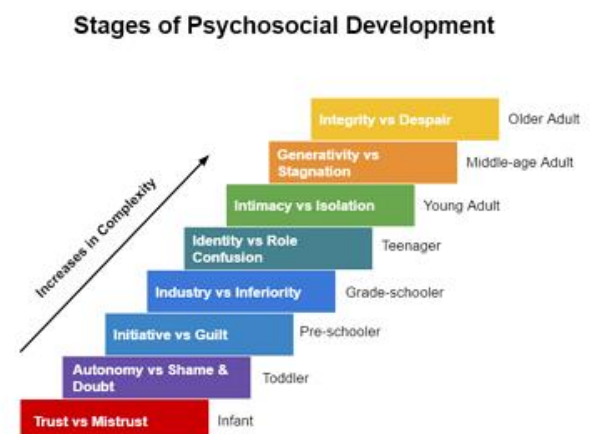 Stages of Psychosocial Development
Integrity vs Despair
Older Adult
Generativity vs
Stagnation
Middle-age Adult
Intimacy vs Isolation
Young Adult
Identity vs Role
Confusion
Teenager
Increases in Complexity
Industry vs Inferiority
Grade-schooler
Initiative vs Guilt
Pre-schooler
Autonomy vs Shame &
Doubt
Toddler
Trust vs Mistrust
Infant